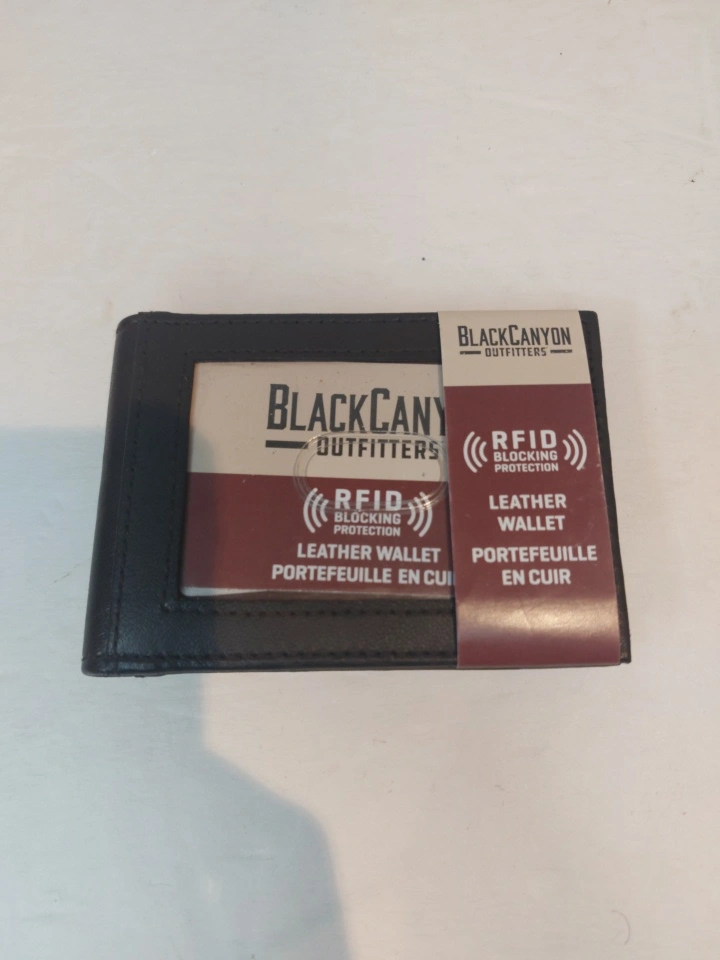 BLACKCANY
OUTFITTERS
RFID
BLOCKING
PROTECTION
LEATHER WALLET
PORTEFEUILLE EN CUI
BLACKCANYON
OUTFITTERS
RFID
BLOCKING
PROTECTION
LEATHER
WALLET
PORTEFEUILLE
EN CUIR